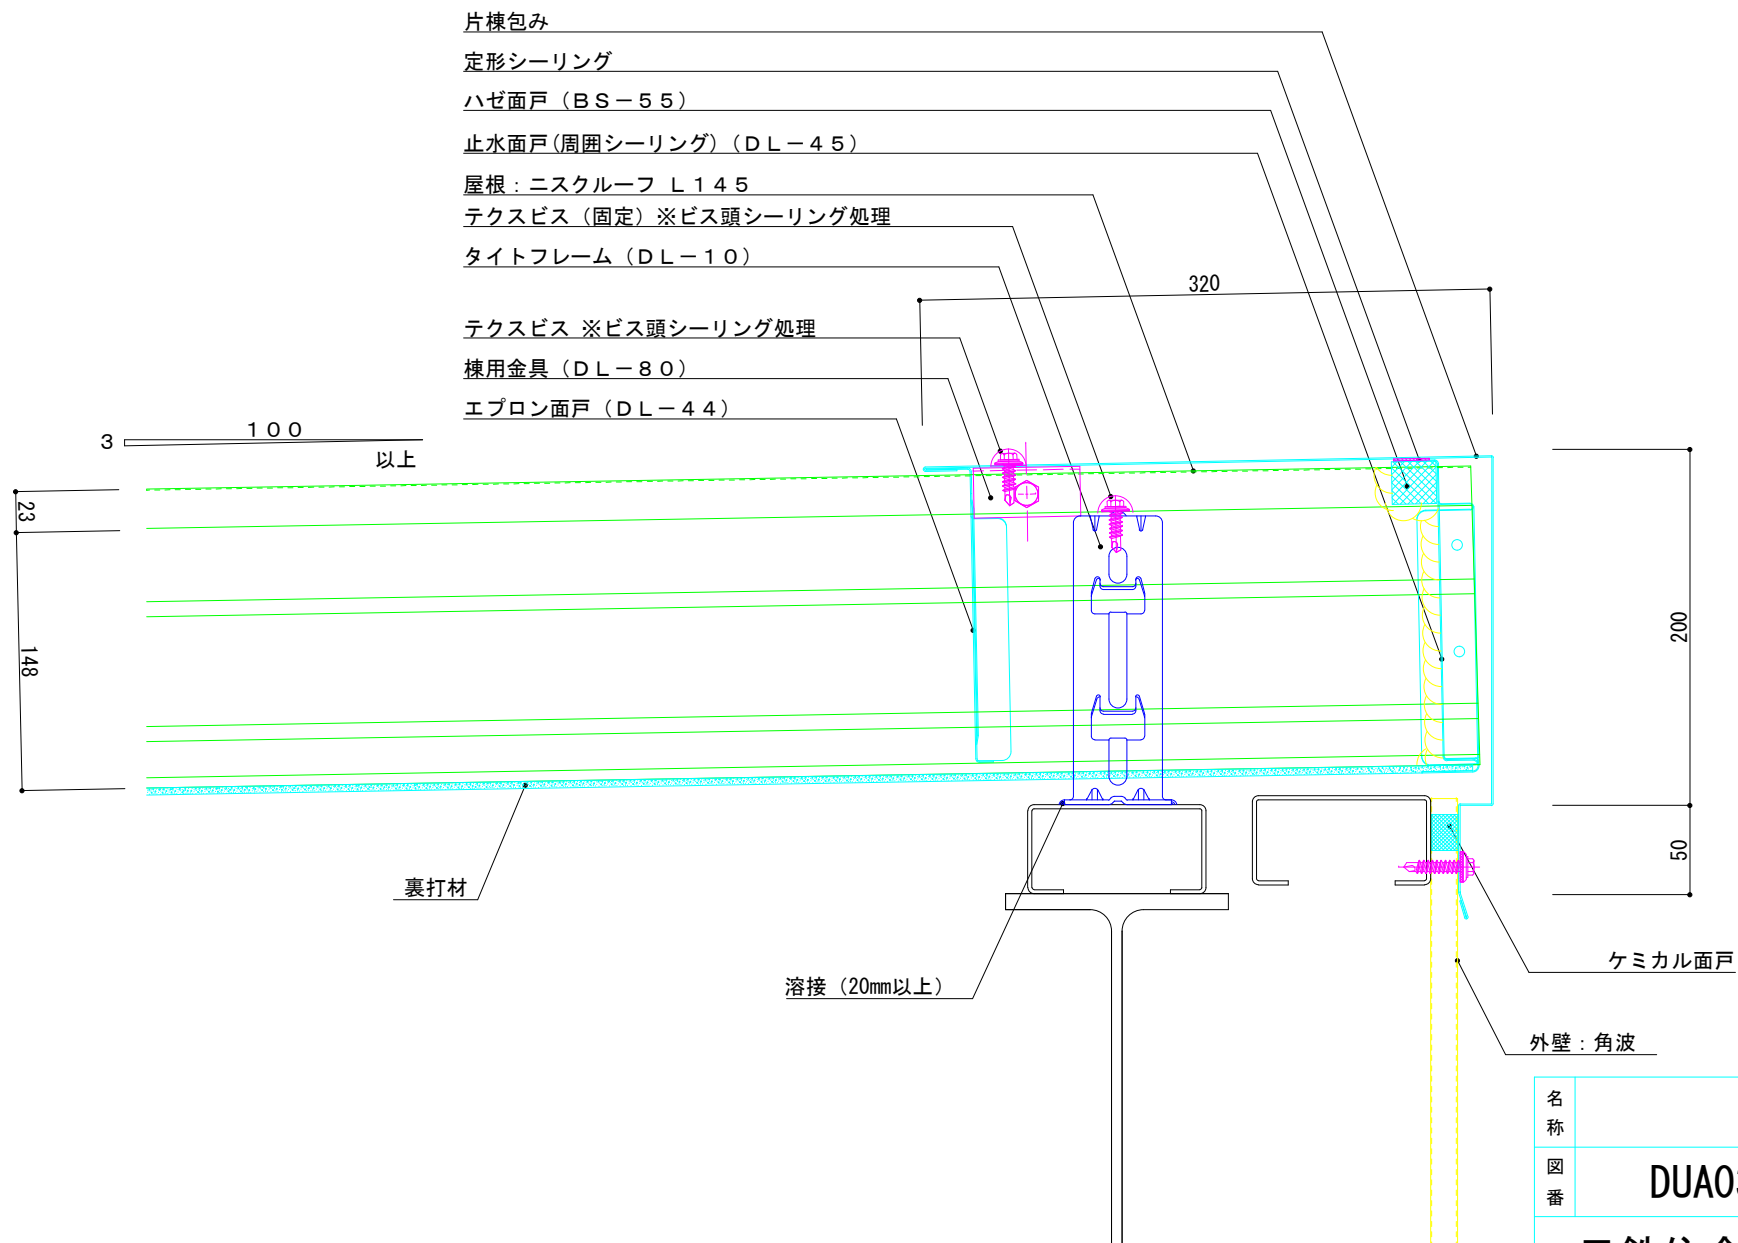 片棟包み
定形シーリング
ハゼ面戸（ＢＳ－５５）
止水面戸(周囲シーリング)（ＤＬ－４５）
屋根：ニスクルーフ Ｌ１４５
テクスビス（固定）※ビス頭シーリング処理
タイトフレーム（ＤＬ－１０）
320
テクスビス ※ビス頭シーリング処理
棟用金具（ＤＬ－８０）
エプロン面戸（ＤＬ－４４）
3
１００
以上
23
148
200
50
裏打材
溶接（20mm以上）
ケミカル面戸
外壁：角波
名称
図番
DUA03